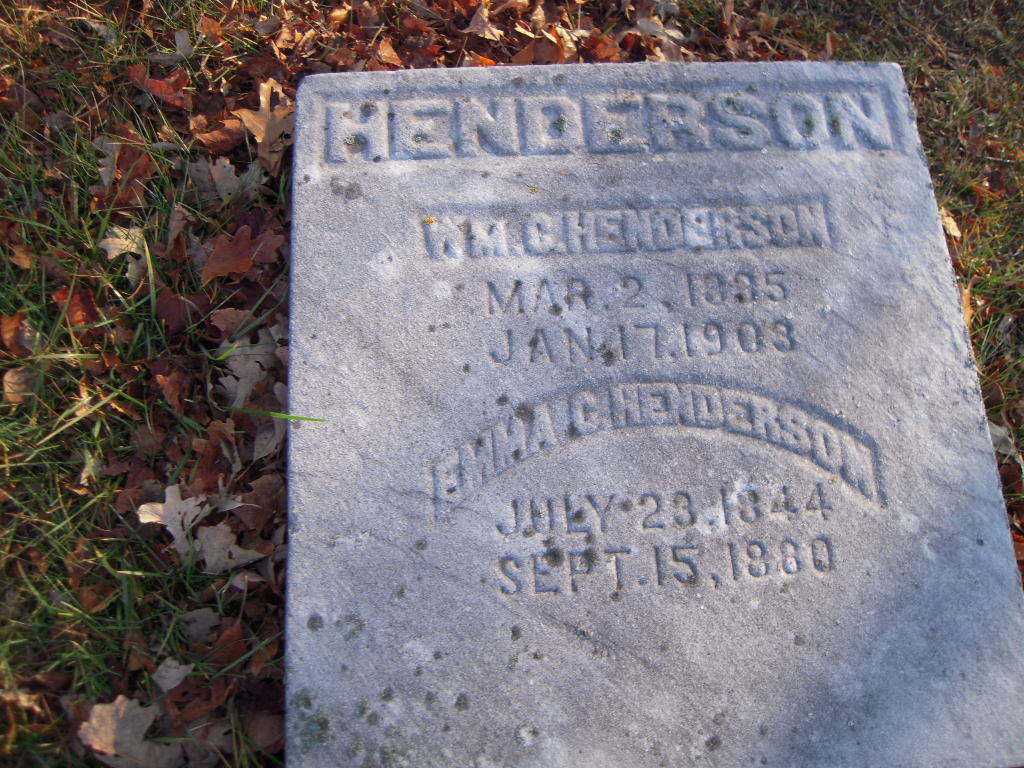 HENDERSON
WM. C. HENDERSON
MAR. 2, 1835
JAN. 17, 1903
EMMA C. HENDERSON
JULY 23, 1844
SEPT. 15, 1880